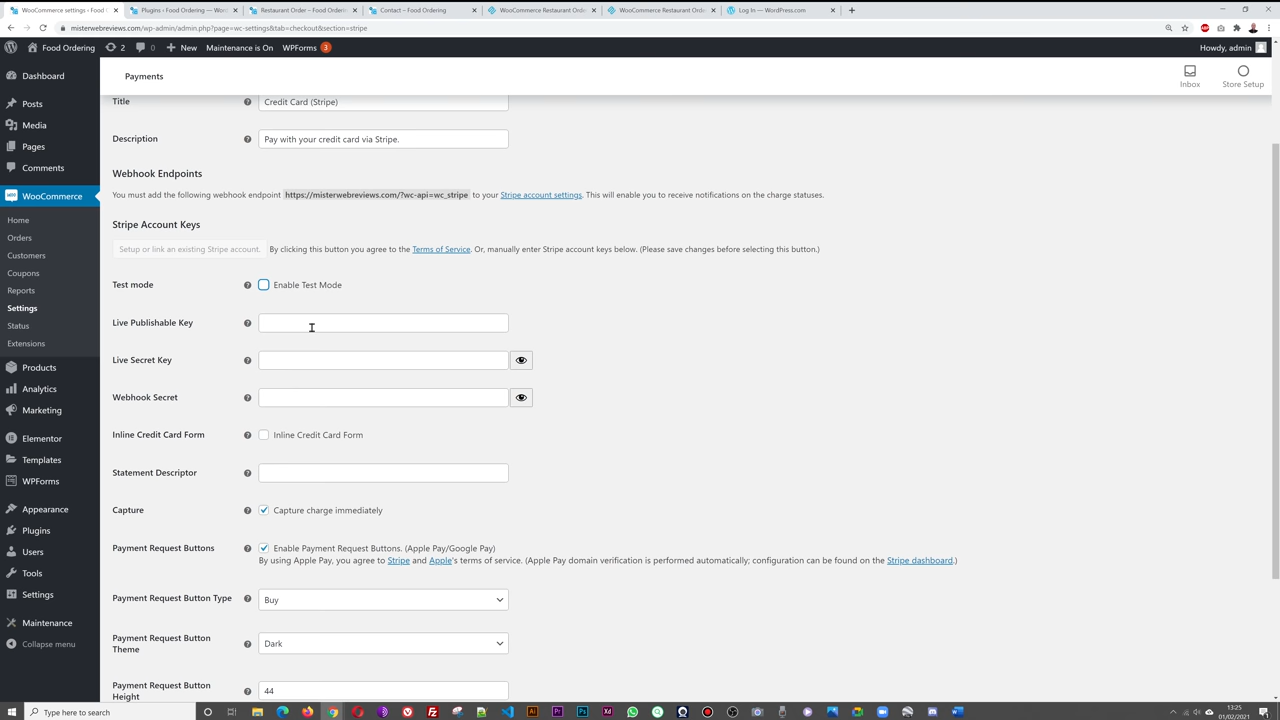 WooCommerce settings ‹ Food O
Plugins ‹ Food Ordering — Word
Restaurant Order – Food Ordering
Contact – Food Ordering
WooCommerce Restaurant Orde
WooCommerce Restaurant Orde
Log In — WordPress.com
misterwebreviews.com/wp-admin/admin.php?page=wc-settings&tab=checkout&section=stripe
Food Ordering
2
0
New
Maintenance is On
WPForms
3
Howdy, admin
Payments
Inbox
Store Setup
Dashboard
Posts
Media
Pages
Comments
WooCommerce
Home
Orders
Customers
Coupons
Reports
Settings
Status
Extensions
Products
Analytics
Marketing
Elementor
Templates
WPForms
Appearance
Plugins
Users
Tools
Settings
Maintenance
Collapse menu
Title
Credit Card (Stripe)
Description
Pay with your credit card via Stripe.
Webhook Endpoints
You must add the following webhook endpoint https://misterwebreviews.com/?wc-api=wc_stripe to your Stripe account settings. This will enable you to receive notifications on the charge statuses.
Stripe Account Keys
Setup or link an existing Stripe account. By clicking this button you agree to the Terms of Service. Or, manually enter Stripe account keys below. (Please save changes before selecting this button.)
Test mode
Enable Test Mode
Live Publishable Key
Live Secret Key
Webhook Secret
Inline Credit Card Form
Inline Credit Card Form
Statement Descriptor
Capture
Capture charge immediately
Payment Request Buttons
Enable Payment Request Buttons. (Apple Pay/Google Pay)
By using Apple Pay, you agree to Stripe and Apple's terms of service. (Apple Pay domain verification is performed automatically; configuration can be found on the Stripe dashboard.)
Payment Request Button Type
Buy
Payment Request Button
Theme
Dark
Payment Request Button
Height
44
Type here to search
13:25
01/02/2021